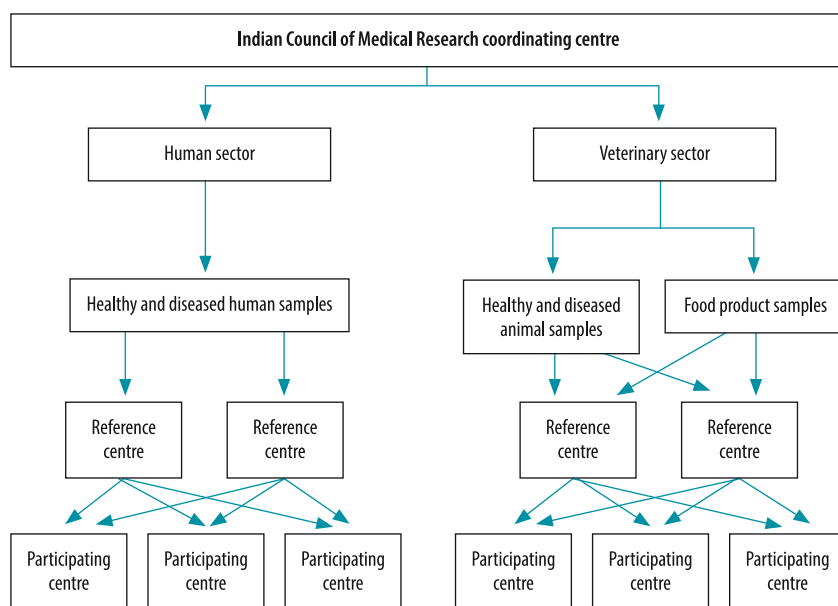 Indian Council of Medical Research coordinating centre
Human sector
Veterinary sector
Healthy and diseased human samples
Healthy and diseased
animal samples
Food product samples
Reference
centre
Reference
centre
Reference
centre
Reference
centre
Participating
centre
Participating
centre
Participating
centre
Participating
centre
Participating
centre
Participating
centre